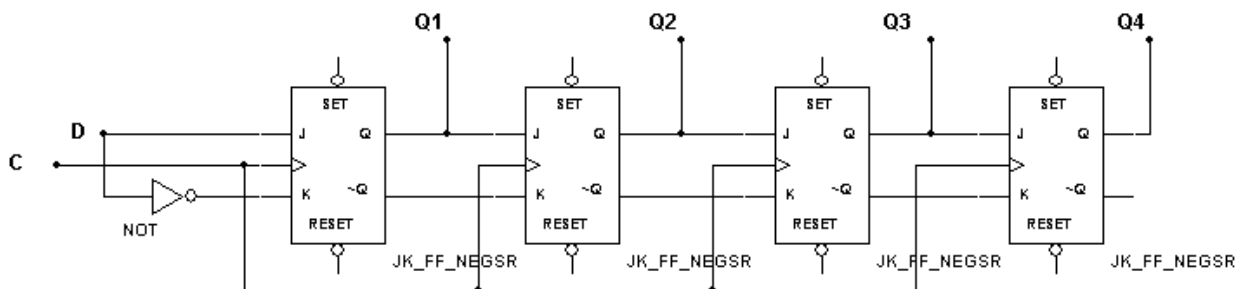 Q1 Q2 Q3 Q4
SET SET SET SET
D J Q J Q J Q J Q
C
K ~Q K ~Q K ~Q K ~Q
NOT RESET RESET RESET RESET
JK_FF_NEGSR JK_FF_NEGSR JK_FF_NEGSR JK_FF_NEGSR